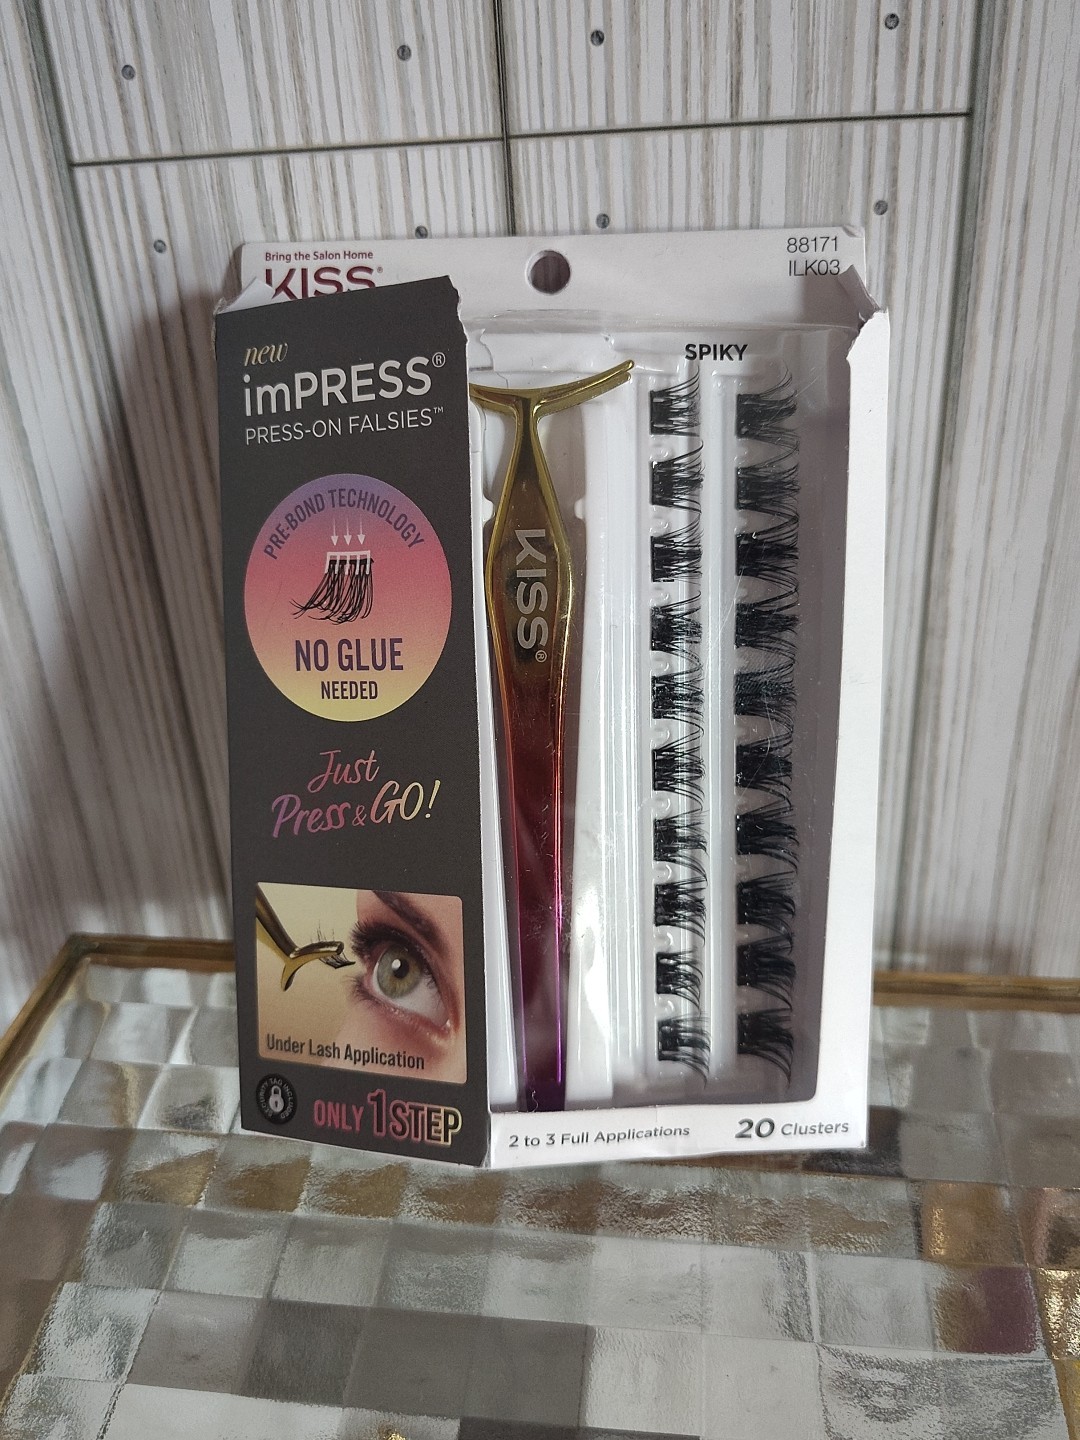 Bring the Salon Home
KISS®
88171
ILK03
new
imPRESS®
PRESS-ON FALSIES™
PRE-BOND TECHNOLOGY
NO GLUE
NEEDED
Just
Press & GO!
Under Lash Application
ONLY 1 STEP
KISS®
SPIKY
2 to 3 Full Applications
20 Clusters